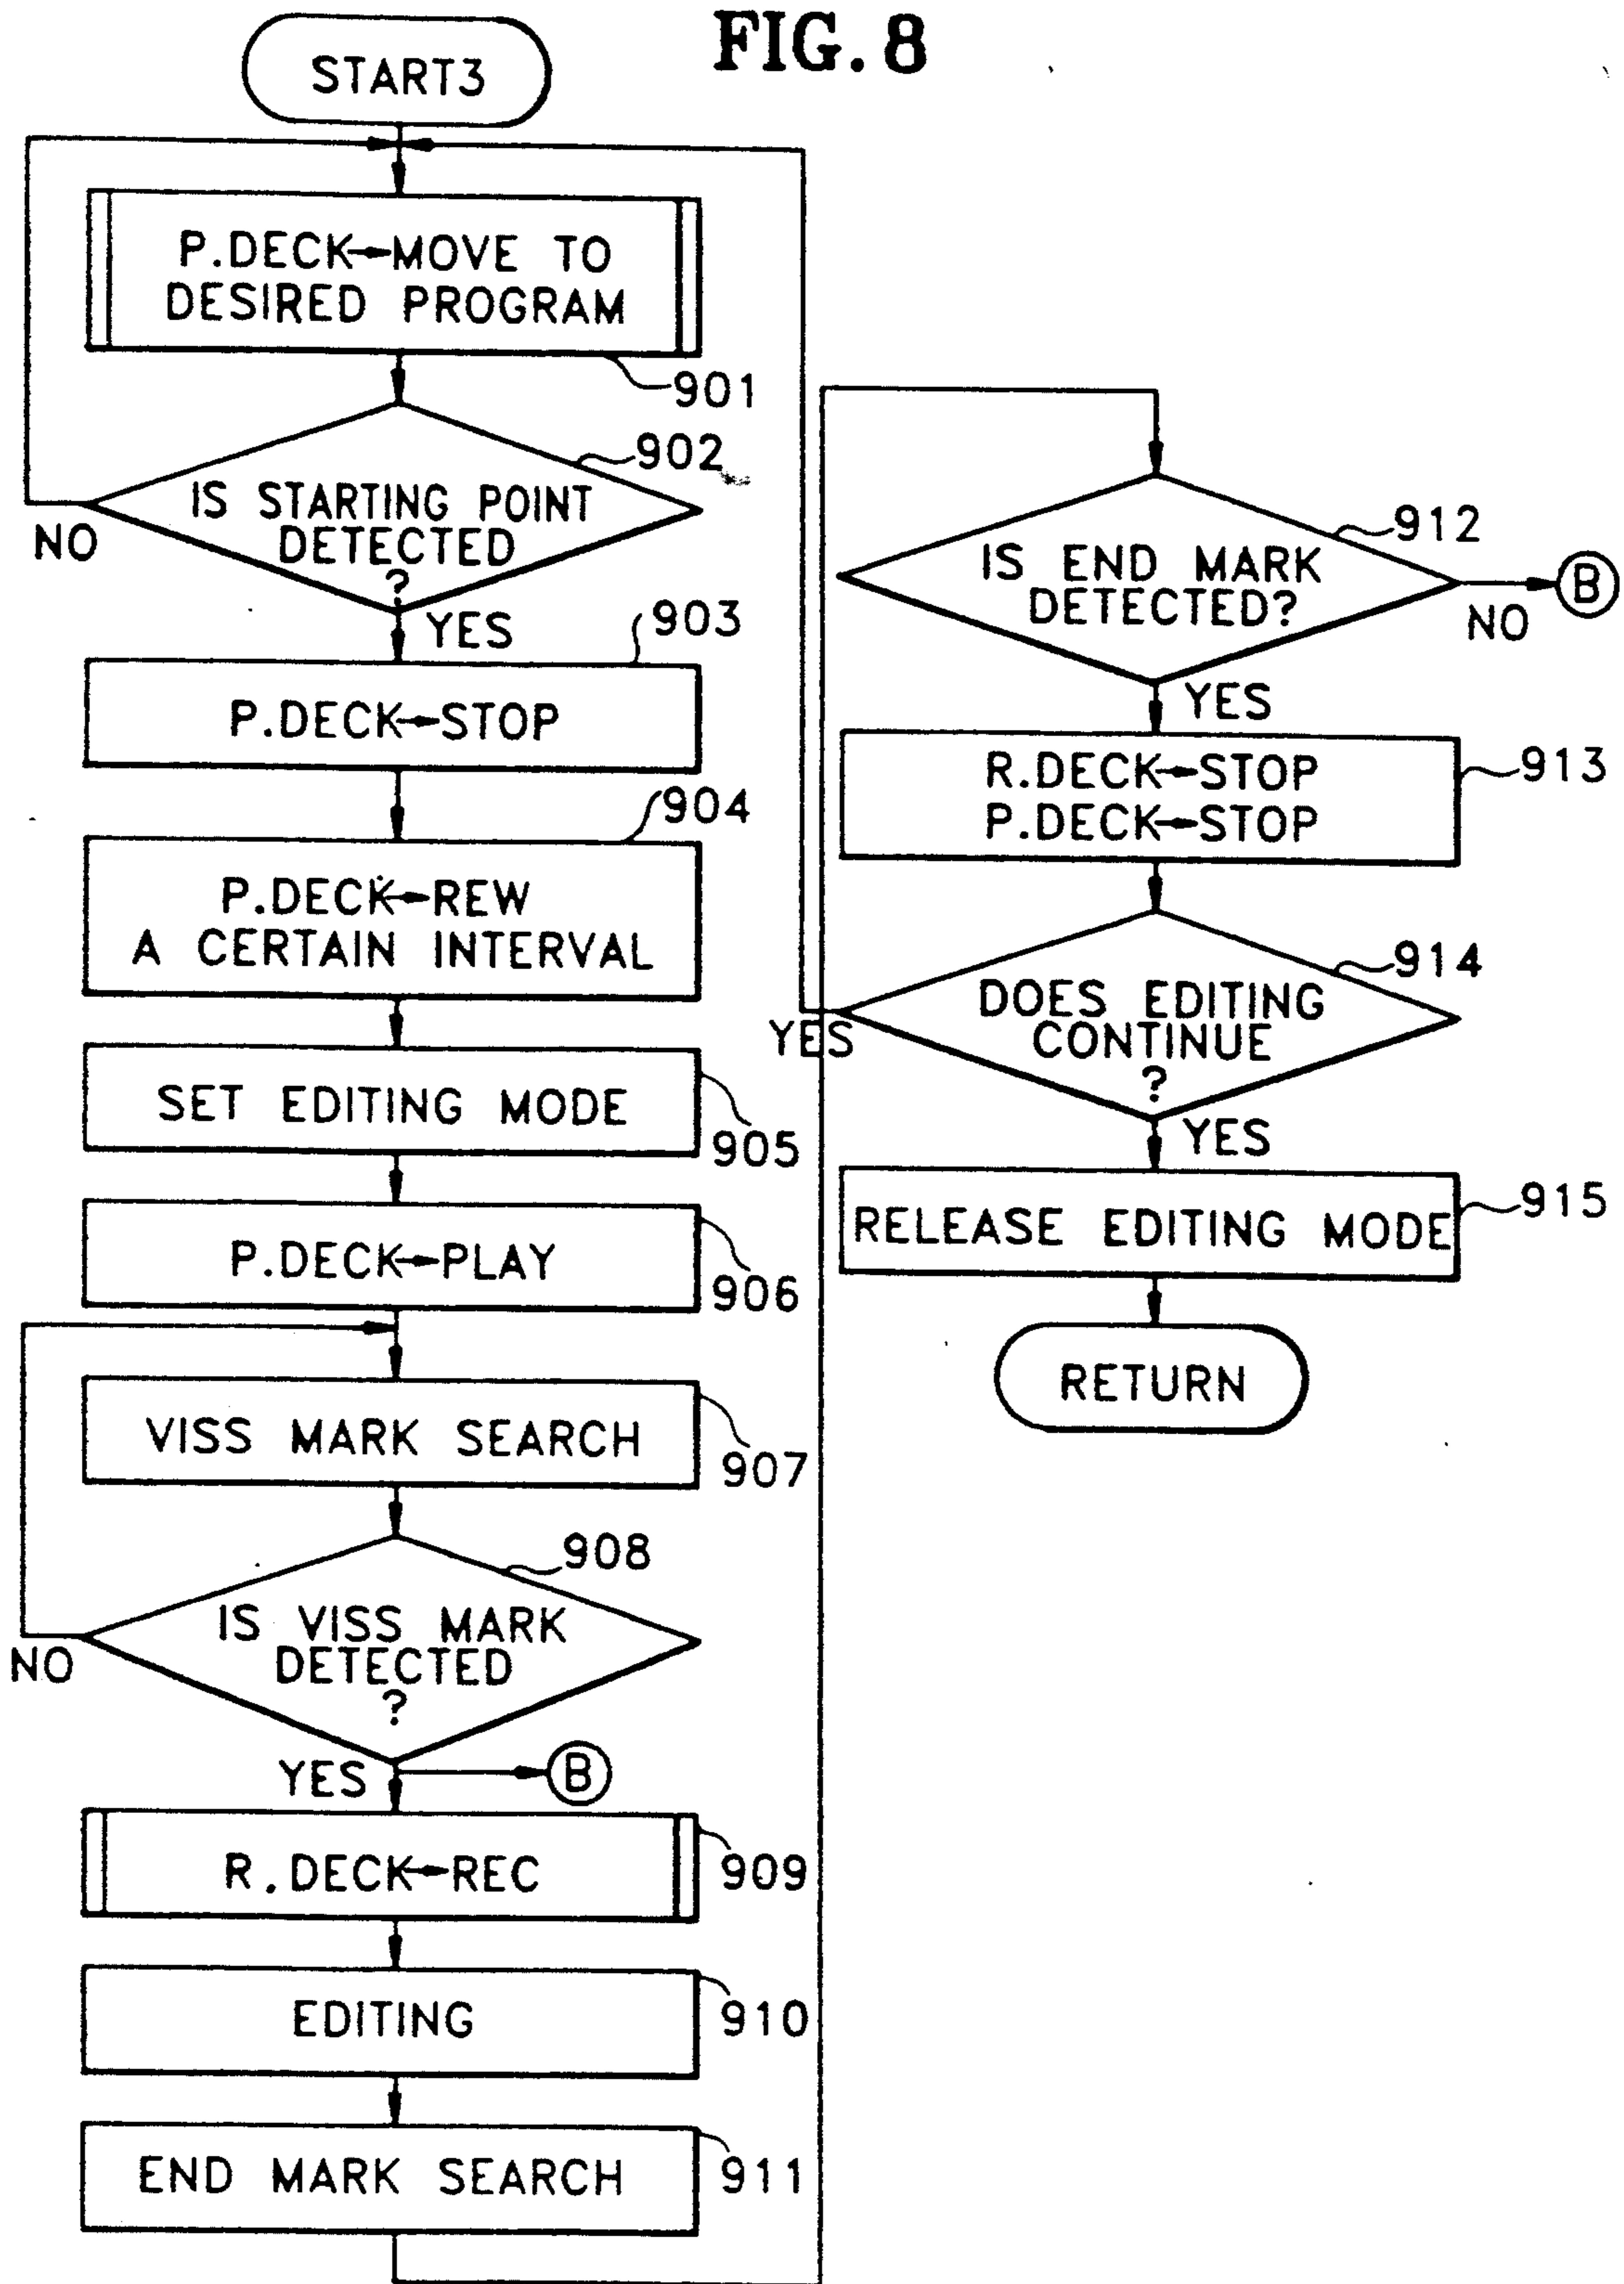 FIG. 8
START3
P.DECK→MOVE TO
DESIRED PROGRAM
901
902
IS STARTING POINT
DETECTED
?
NO
YES
903
P.DECK→STOP
904
P.DECK→REW
A CERTAIN INTERVAL
SET EDITING MODE
905
P.DECK→PLAY
906
VISS MARK SEARCH
907
908
IS VISS MARK
DETECTED
?
NO
YES
B
R.DECK→REC
909
EDITING
910
END MARK SEARCH
911
912
IS END MARK
DETECTED?
B
NO
YES
R.DECK→STOP
P.DECK→STOP
913
914
DOES EDITING
CONTINUE
?
YES
YES
RELEASE EDITING MODE
915
RETURN